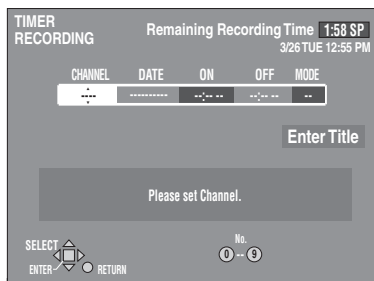 TIMER RECORDING
Remaining Recording Time 1:58 SP
3/26 TUE 12:55 PM
CHANNEL DATE ON OFF MODE
---- ---------- --:-- -- --:-- -- --
Enter Title
Please set Channel.
SELECT
No.
0 -- 9
ENTER RETURN